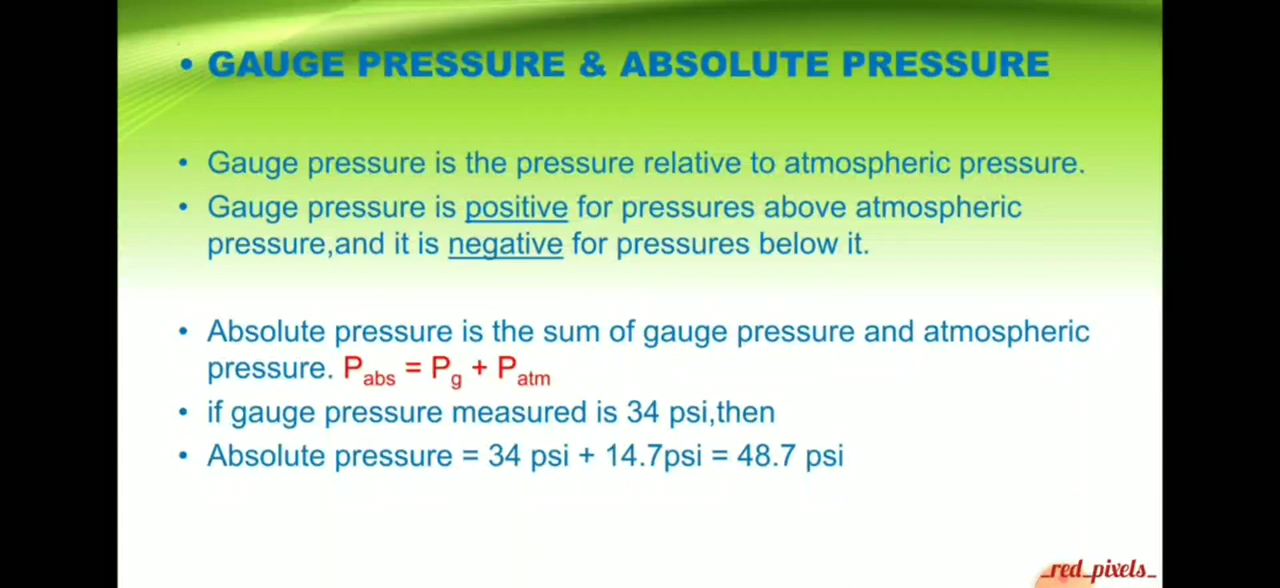 • GAUGE PRESSURE & ABSOLUTE PRESSURE
• Gauge pressure is the pressure relative to atmospheric pressure.
• Gauge pressure is positive for pressures above atmospheric
pressure,and it is negative for pressures below it.
• Absolute pressure is the sum of gauge pressure and atmospheric
pressure. Pabs = Pg + Patm
• if gauge pressure measured is 34 psi,then
• Absolute pressure = 34 psi + 14.7psi = 48.7 psi
_red_pixels_